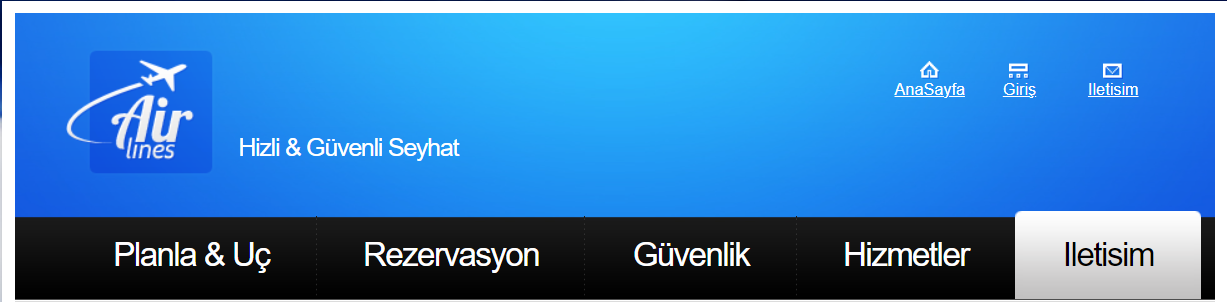 Air
lines
Hizli & Güvenli Seyhat
AnaSayfa Giriş Iletisim
Planla & Uç Rezervasyon Güvenlik Hizmetler Iletisim